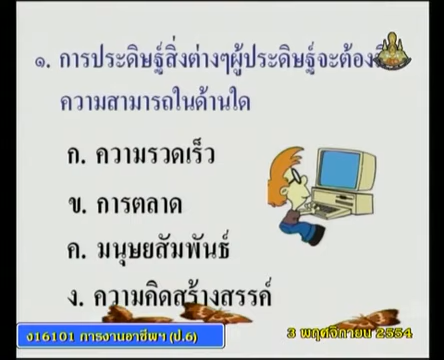 ๑. การประดิษฐ์สิ่งต่างๆผู้ประดิษฐ์จะต้อง
ความสามารถในด้านใด
ก. ความรวดเร็ว
ข. การตลาด
ค. มนุษยสัมพันธ์
ง. ความคิดสร้างสรรค์
ง16101 การงานอาชีพฯ (ป.6)
3 พฤศจิกายน 2554